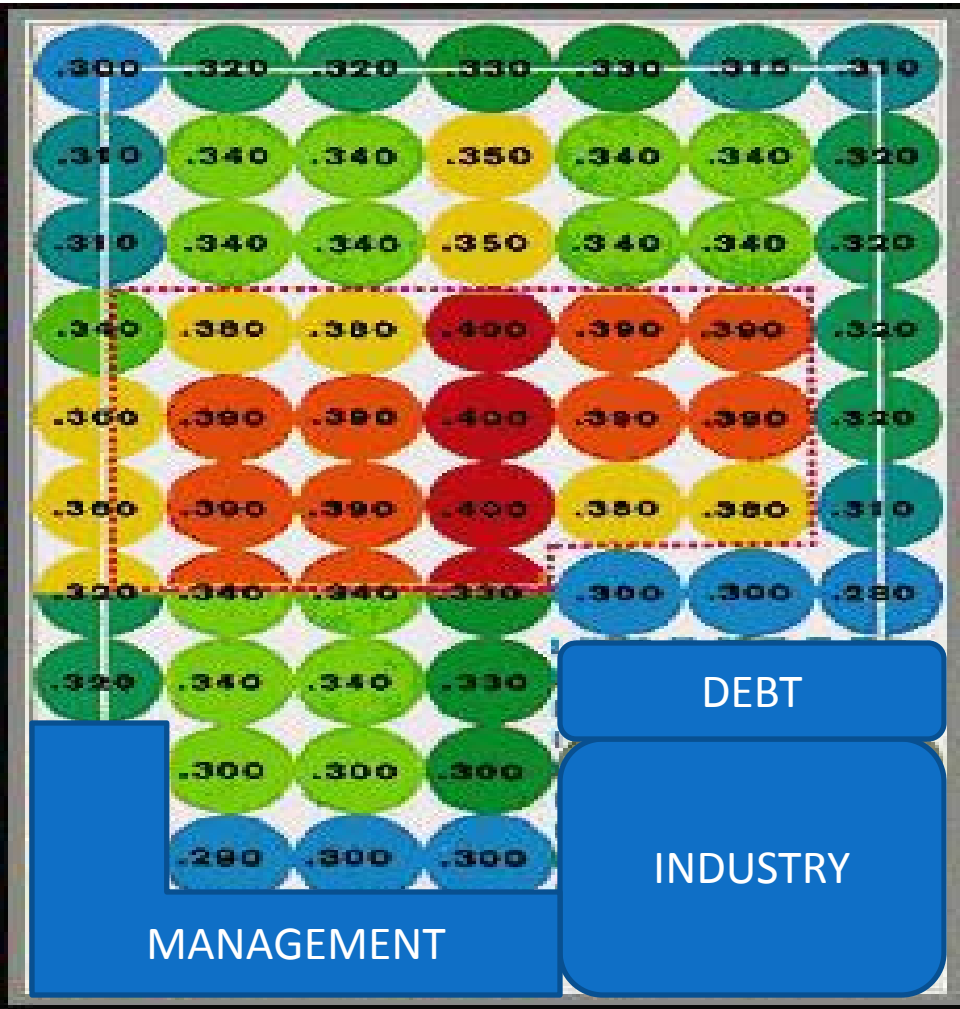 .300 .320 .320 .330 .330 .315 .310
.310 .340 .340 .350 .340 .340 .320
.310 .340 .340 .350 .340 .340 .320
.340 .380 .380 .400 .390 .390 .320
.360 .390 .390 .400 .390 .390 .320
.360 .390 .390 .400 .380 .380 .310
.320 .340 .340 .330 .300 .300 .280
.320 .340 .340 .330
DEBT
.300 .300 .300
.290 .300 .300
INDUSTRY
MANAGEMENT